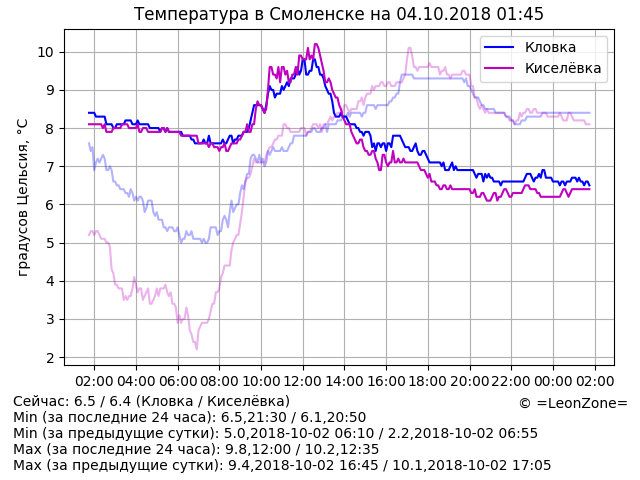 Температура в Смоленске на 04.10.2018 01:45
градусов Цельсия, °C
10
9
8
7
6
5
4
3
2
Кловка
Киселёвка
02:00 04:00 06:00 08:00 10:00 12:00 14:00 16:00 18:00 20:00 22:00 00:00 02:00
Сейчас: 6.5 / 6.4 (Кловка / Киселёвка)
© =LeonZone=
Min (за последние 24 часа): 6.5,21:30 / 6.1,20:50
Min (за предыдущие сутки): 5.0,2018-10-02 06:10 / 2.2,2018-10-02 06:55
Max (за последние 24 часа): 9.8,12:00 / 10.2,12:35
Max (за предыдущие сутки): 9.4,2018-10-02 16:45 / 10.1,2018-10-02 17:05